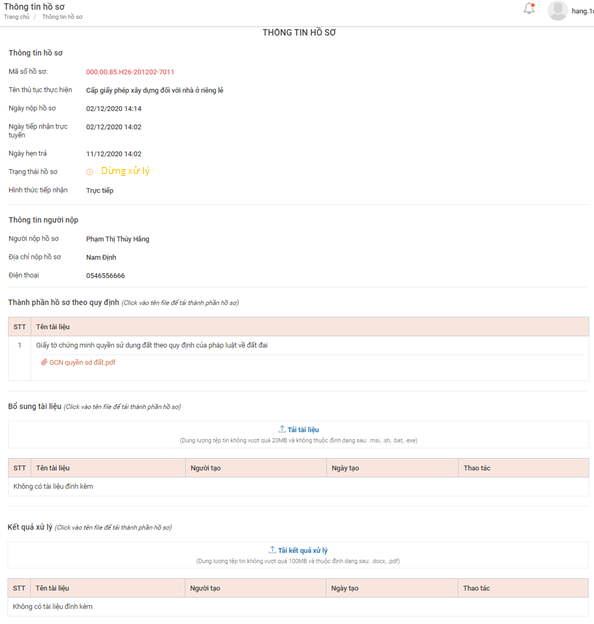 Thông tin hồ sơ
Trang chủ / Thông tin hồ sơ
hang.1
THÔNG TIN HỒ SƠ
Thông tin hồ sơ
Mã số hồ sơ: 000.00.85.H26-201202-7011
Tên thủ tục thực hiện Cấp giấy phép xây dựng đối với nhà ở riêng lẻ
Ngày nộp hồ sơ 02/12/2020 14:14
Ngày tiếp nhận trực tuyến 02/12/2020 14:02
Ngày hẹn trả 11/12/2020 14:02
Trạng thái hồ sơ Dừng xử lý
Hình thức tiếp nhận Trực tiếp
Thông tin người nộp
Người nộp hồ sơ Phạm Thị Thúy Hằng
Địa chỉ nộp hồ sơ Nam Định
Điện thoại 0546556666
Thành phần hồ sơ theo quy định (Click vào tên file để tải thành phần hồ sơ)
STT Tên tài liệu
1 Giấy tờ chứng minh quyền sử dụng đất theo quy định của pháp luật về đất đai
GCN quyền sd đất.pdf
Bổ sung tài liệu (Click vào tên file để tải thành phần hồ sơ)
Tải tài liệu
(Dung lượng tệp tin không vượt quá 20MB và không thuộc định dạng sau: .msi, .sh, .bat, .exe)
STT Tên tài liệu Người tạo Ngày tạo Thao tác
Không có tài liệu đính kèm
Kết quả xử lý (Click vào tên file để tải thành phần hồ sơ)
Tải kết quả xử lý
(Dung lượng tệp tin không vượt quá 100MB và thuộc định dạng sau: .docx, .pdf)
STT Tên tài liệu Người tạo Ngày tạo Thao tác
Không có tài liệu đính kèm